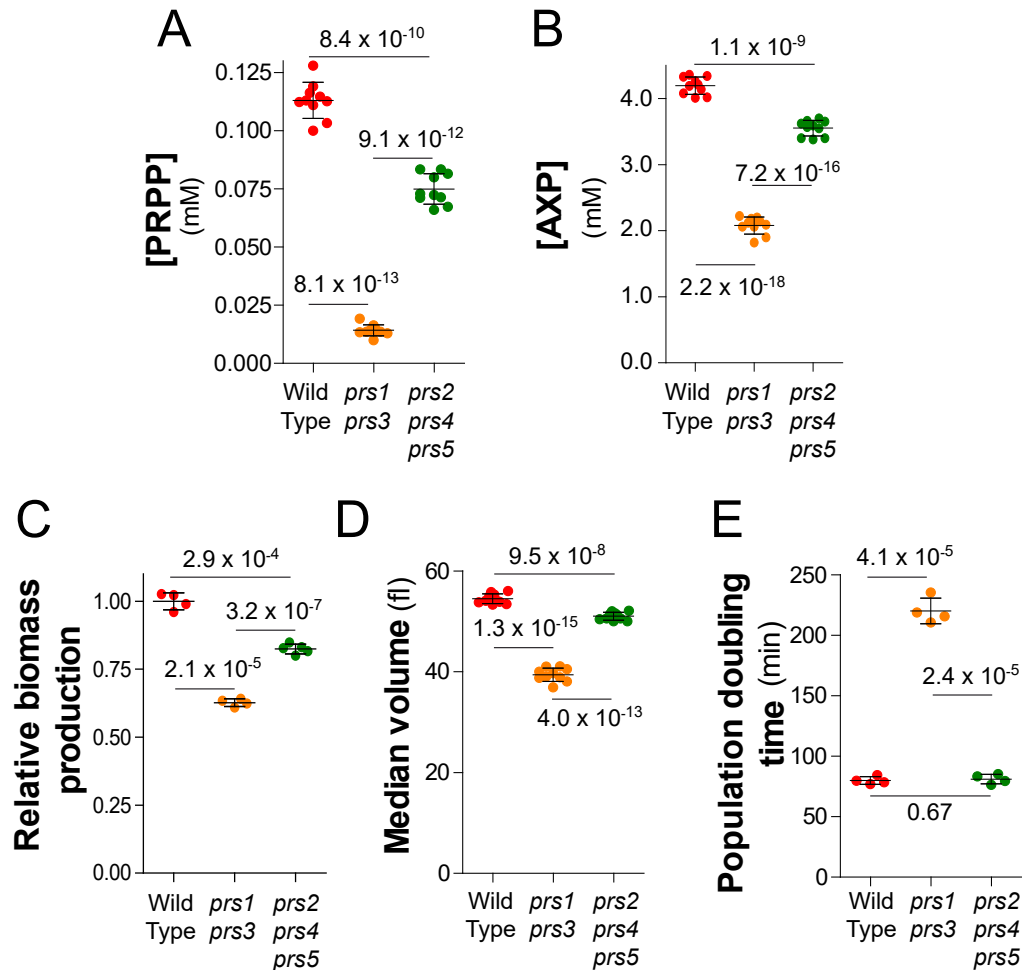 A
8.4 x 10-10
[PRPP]
(mM)
0.125
0.100
0.075
0.050
0.025
0.000
9.1 x 10-12
8.1 x 10-13
Wild
Type
prs1
prs3
prs2
prs4
prs5
B
1.1 x 10-9
[AXP]
(mM)
4.0
3.0
2.0
1.0
0.0
7.2 x 10-16
2.2 x 10-18
Wild
Type
prs1
prs3
prs2
prs4
prs5
C
2.9 x 10-4
Relative biomass
production
1.00
0.75
0.50
0.25
0.00
3.2 x 10-7
2.1 x 10-5
Wild
Type
prs1
prs3
prs2
prs4
prs5
D
9.5 x 10-8
Median volume (fl)
60
40
20
0
1.3 x 10-15
4.0 x 10-13
Wild
Type
prs1
prs3
prs2
prs4
prs5
E
4.1 x 10-5
Population doubling
time (min)
250
200
150
100
50
0
2.4 x 10-5
0.67
Wild
Type
prs1
prs3
prs2
prs4
prs5